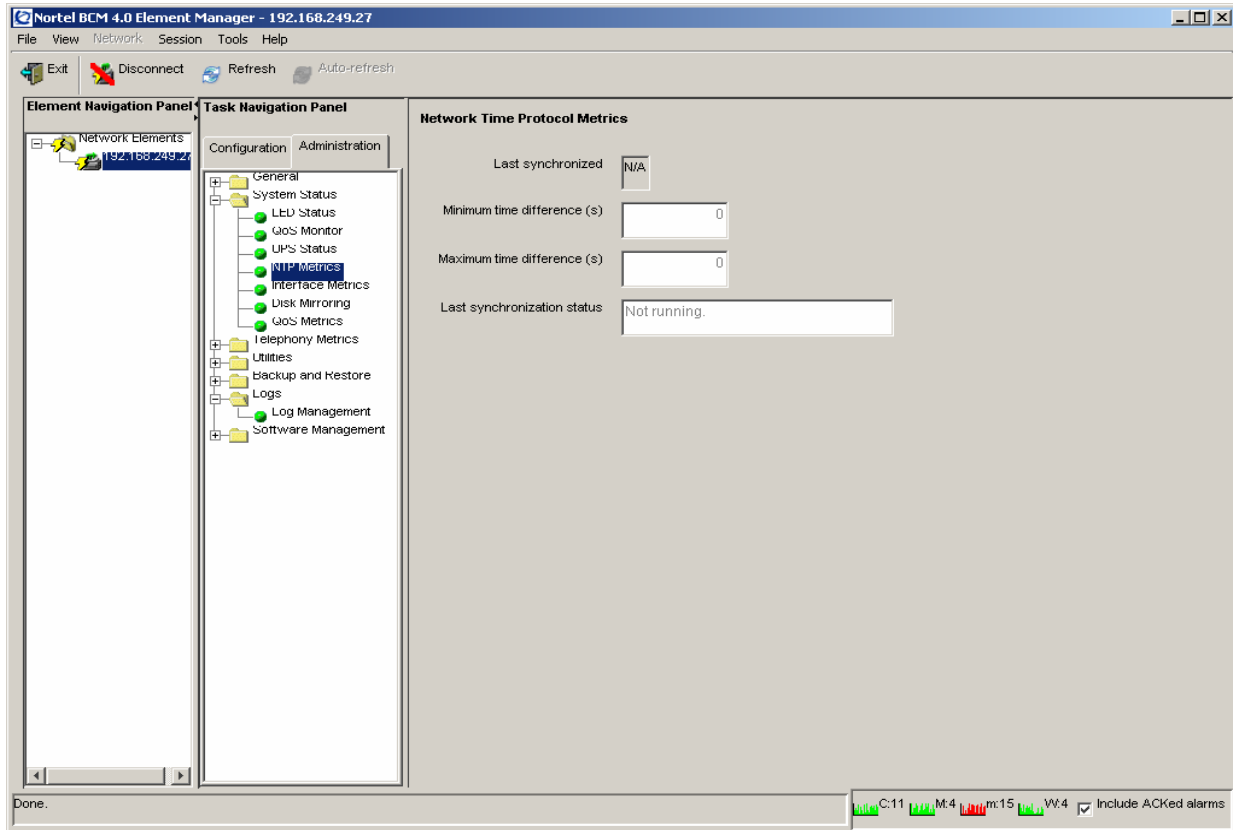 Nortel BCM 4.0 Element Manager - 192.168.249.27
File View Network Session Tools Help
Exit Disconnect Refresh Auto-refresh
Element Navigation Panel
Network Elements
192.168.249.27
Task Navigation Panel
Configuration Administration
General
System Status
LED Status
QoS Monitor
UPS Status
NTP Metrics
Interface Metrics
Disk Mirroring
QoS Metrics
Telephony Metrics
Utilities
Backup and Restore
Logs
Log Management
Software Management
Network Time Protocol Metrics
Last synchronized N/A
Minimum time difference (s) 0
Maximum time difference (s) 0
Last synchronization status Not running.
Done.
C:11 M:4 m:15 W:4 Include ACKed alarms